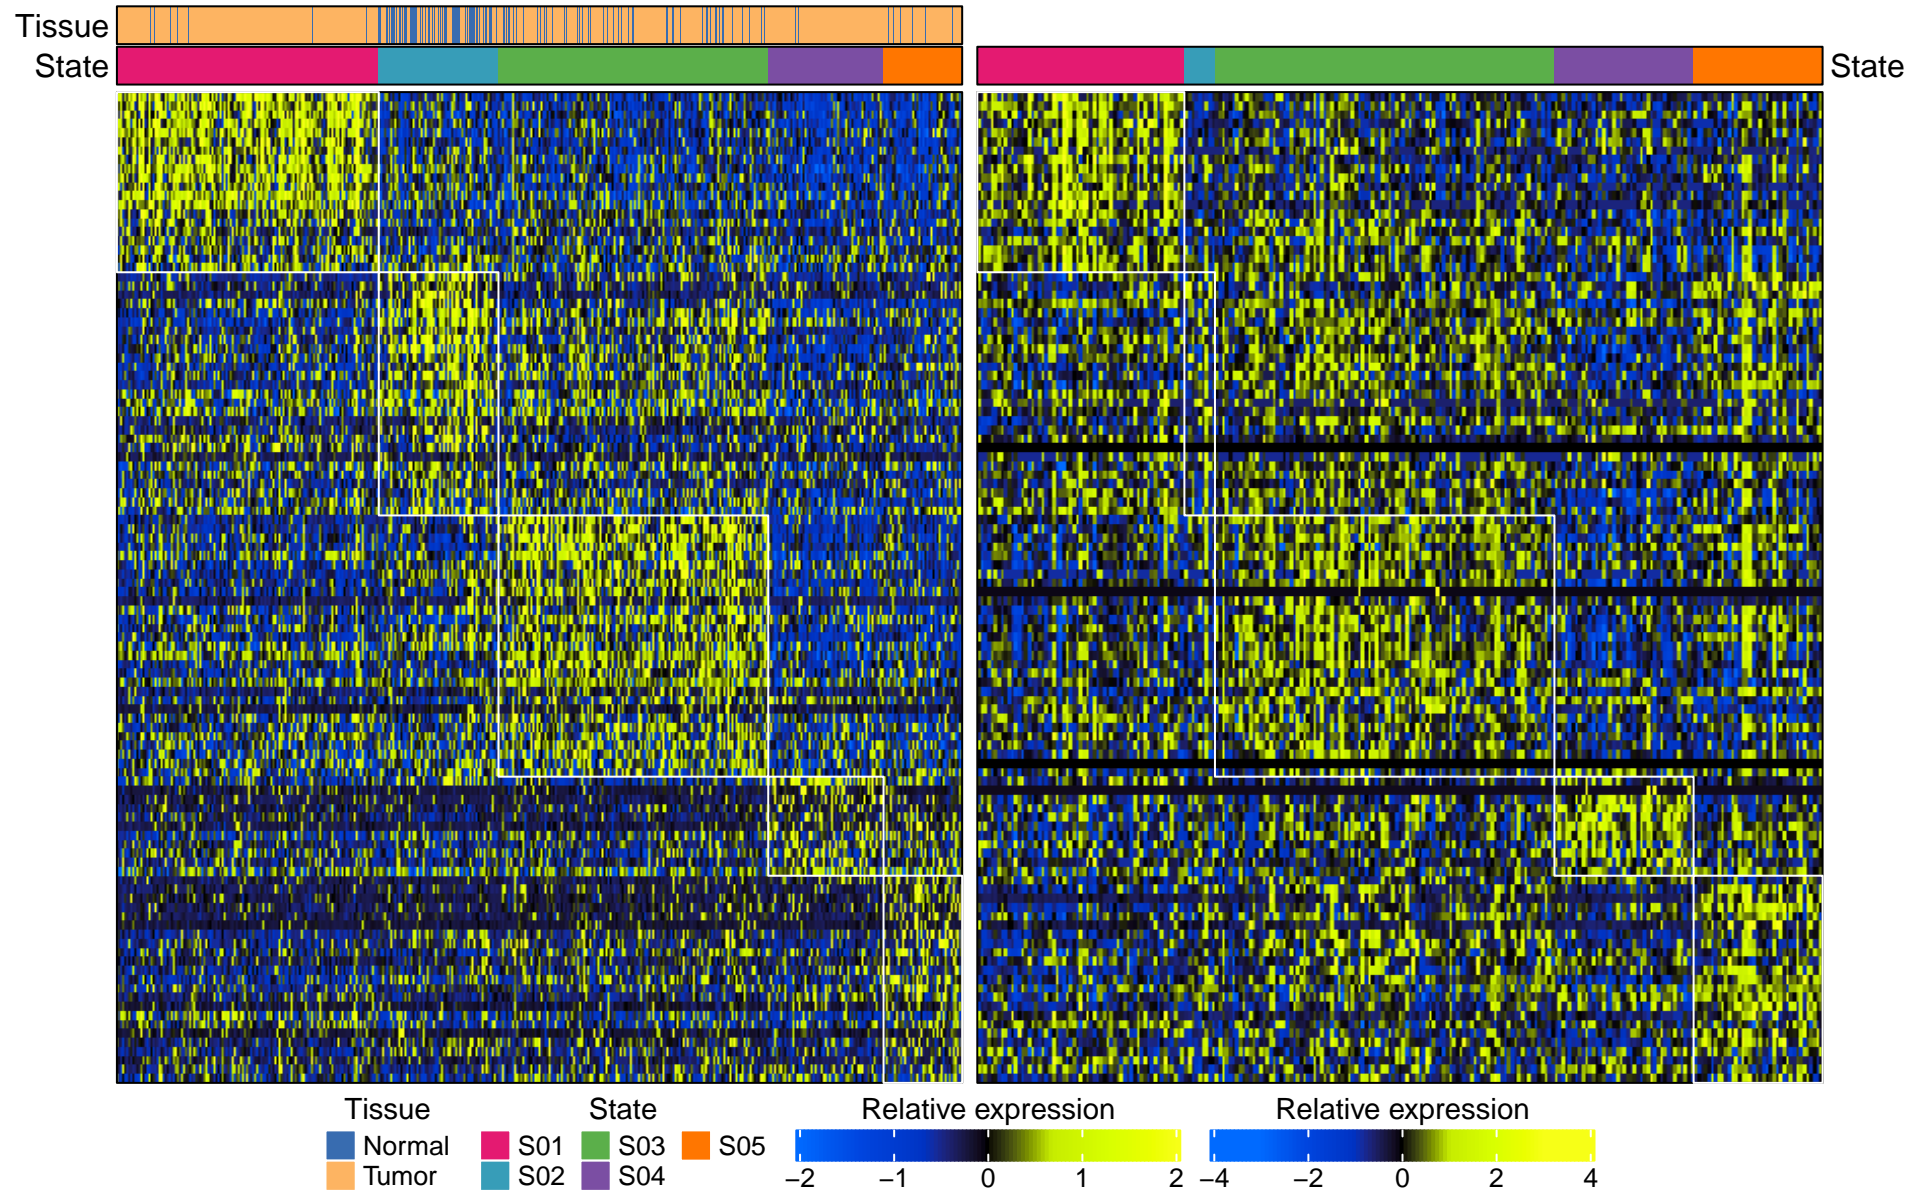 Tissue
State
State
Tissue
State
Relative expression
Relative expression
Normal
S01
S03
S05
Tumor
S02
S04
−2 −1 0 1 2
−4 −2 0 2 4